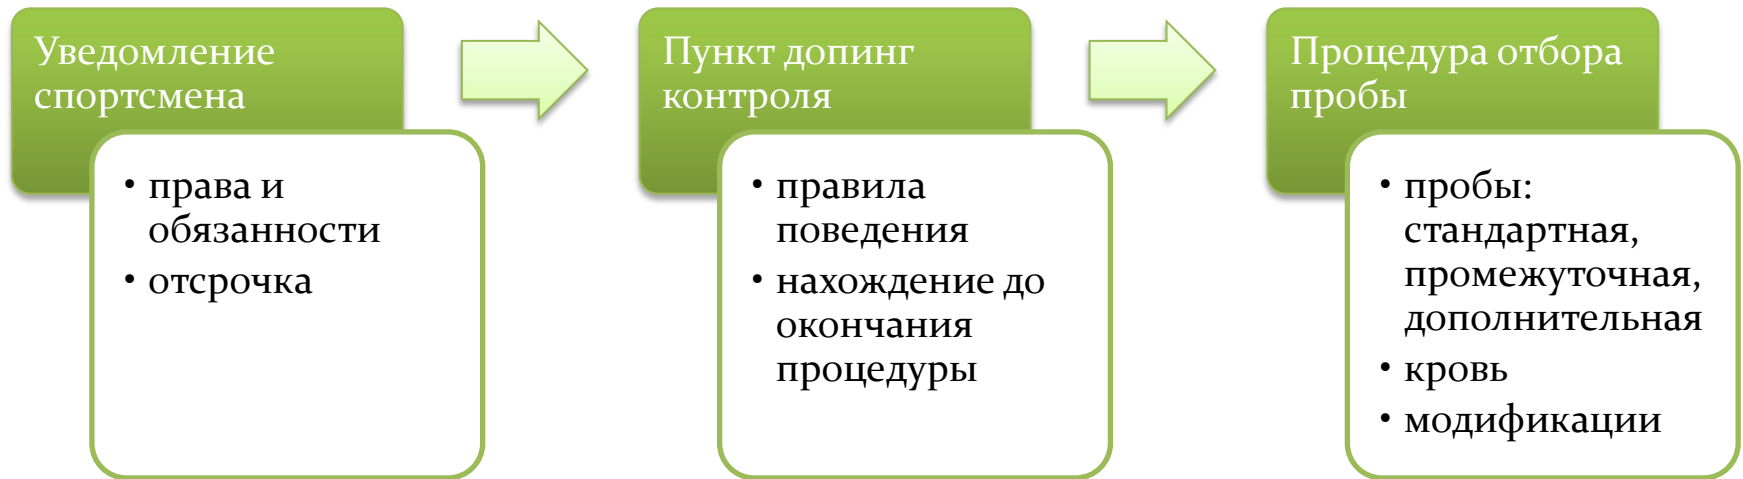 Уведомление
спортсмена
• права и
обязанности
• отсрочка
Пункт допинг
контроля
• правила
поведения
• нахождение до
окончания
процедуры
Процедура отбора
пробы
• пробы:
стандартная,
промежуточная,
дополнительная
• кровь
• модификации